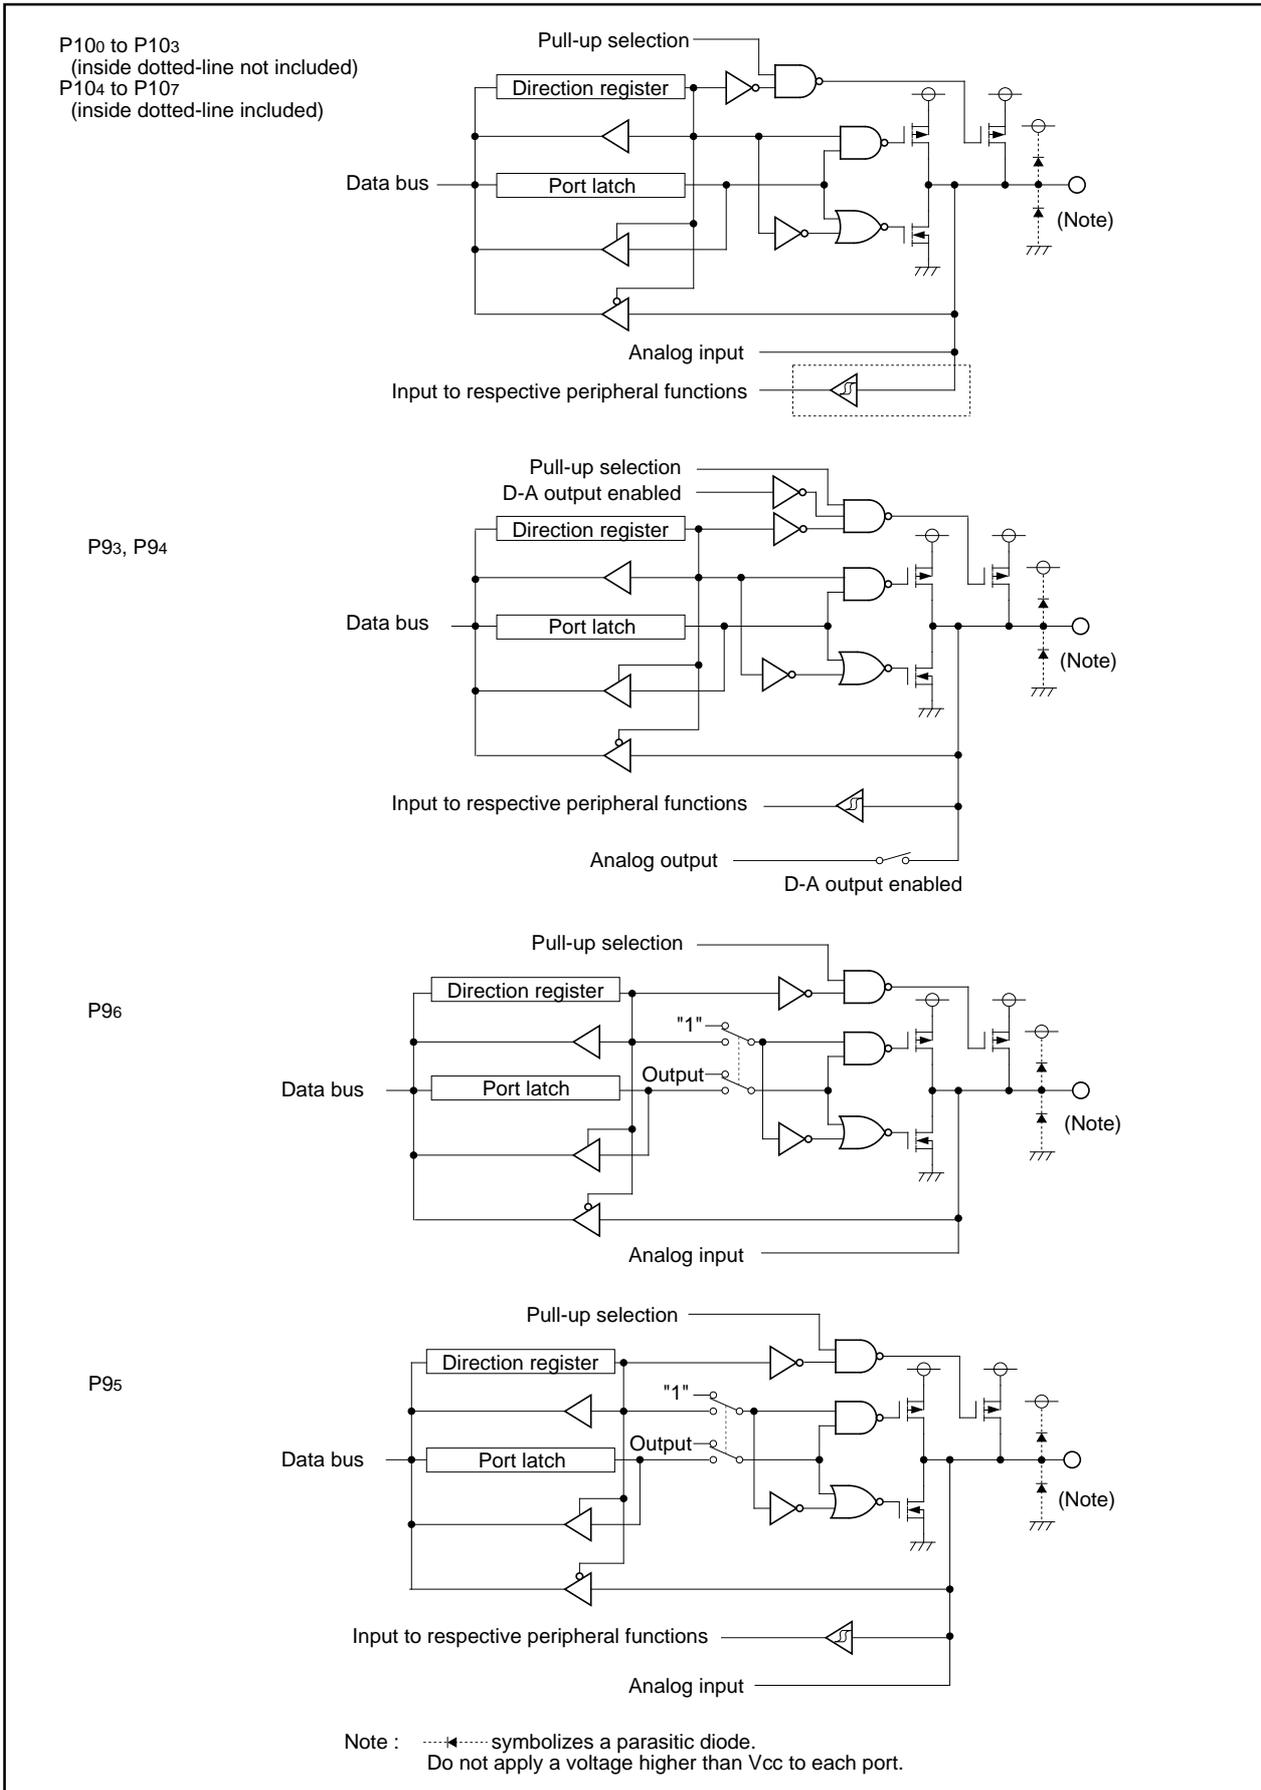 P100 to P103
(inside dotted-line not included)
P104 to P107
(inside dotted-line included)
Pull-up selection
Direction register
Data bus
Port latch
(Note)
Analog input
Input to respective peripheral functions
Pull-up selection
D-A output enabled
Direction register
P93, P94
Data bus
Port latch
(Note)
Input to respective peripheral functions
Analog output
D-A output enabled
Pull-up selection
Direction register
P96
"1"
Output
Data bus
Port latch
(Note)
Analog input
Pull-up selection
Direction register
P95
"1"
Output
Data bus
Port latch
(Note)
Input to respective peripheral functions
Analog input
Note : symbolizes a parasitic diode.
Do not apply a voltage higher than Vcc to each port.